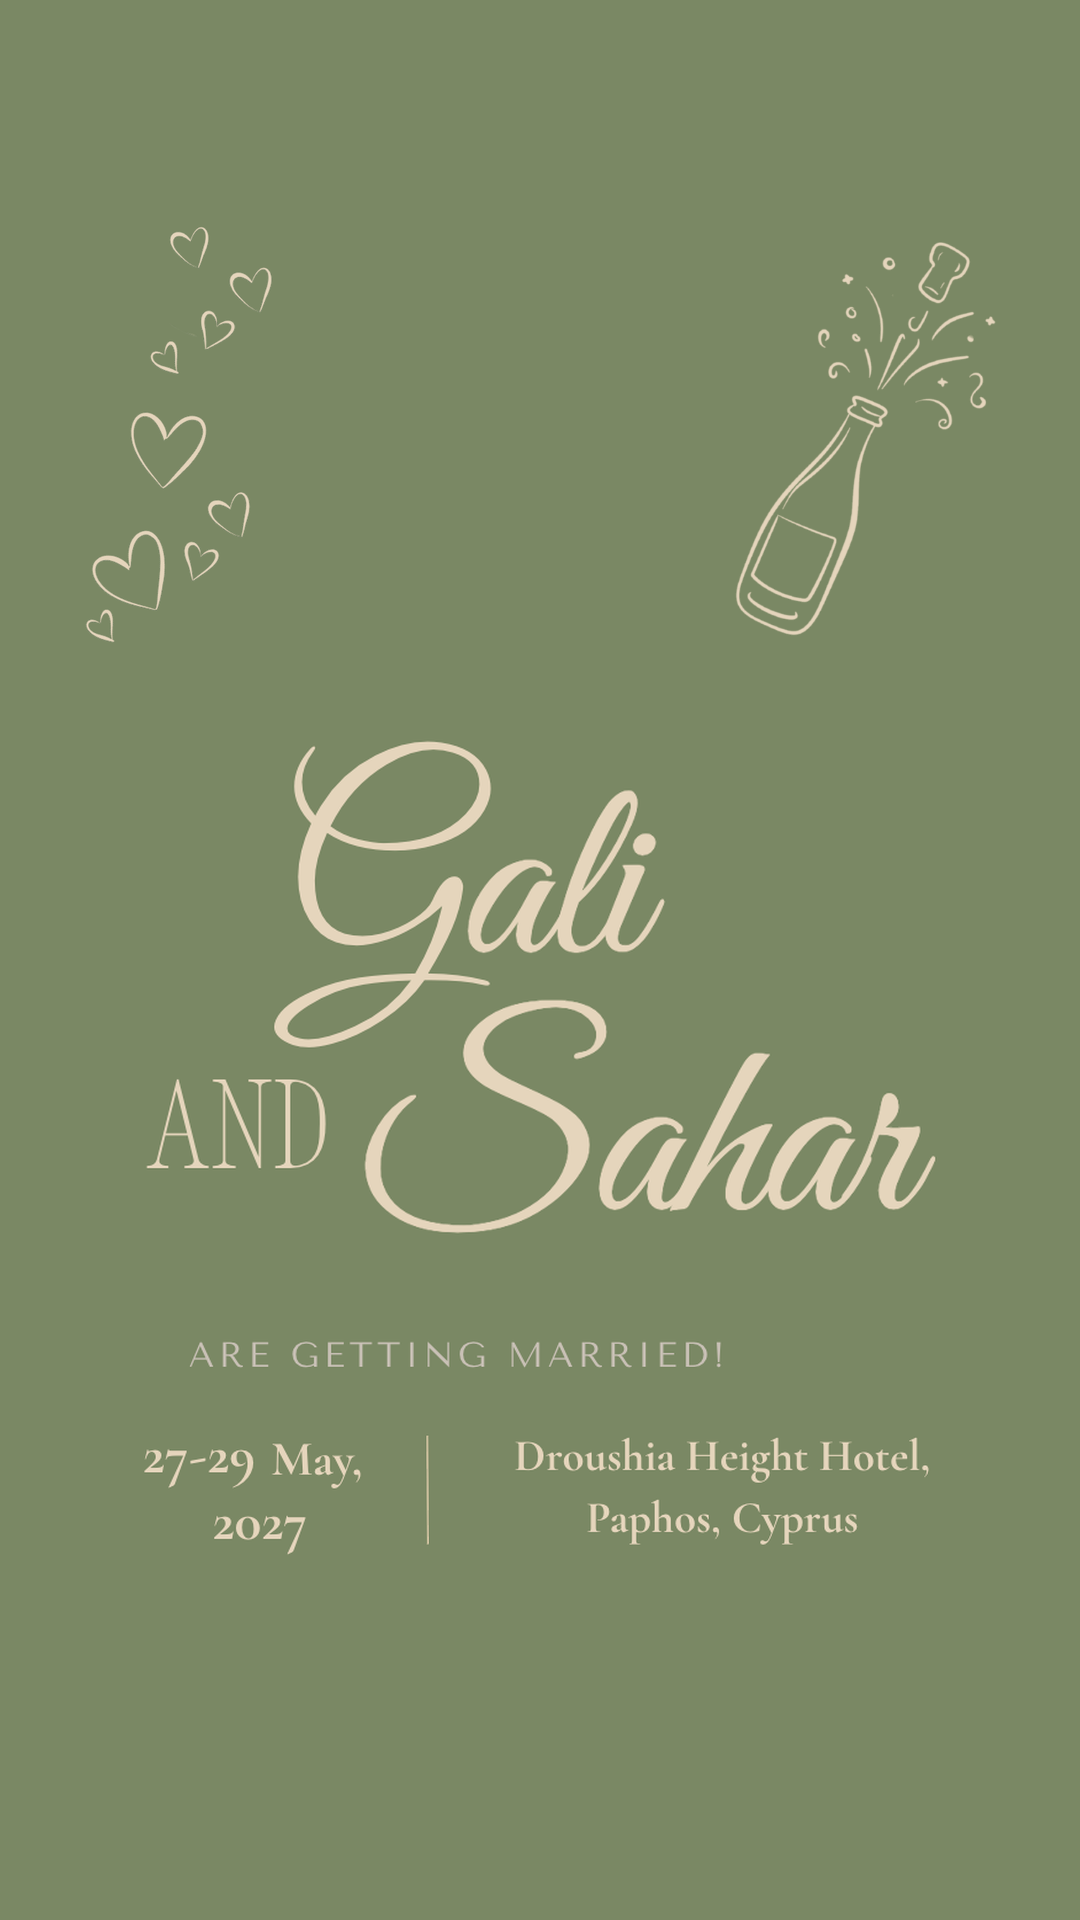 Gali
AND Sahar
ARE GETTING MARRIED!
27-29 May,
2027
Droushia Height Hotel,
Paphos, Cyprus